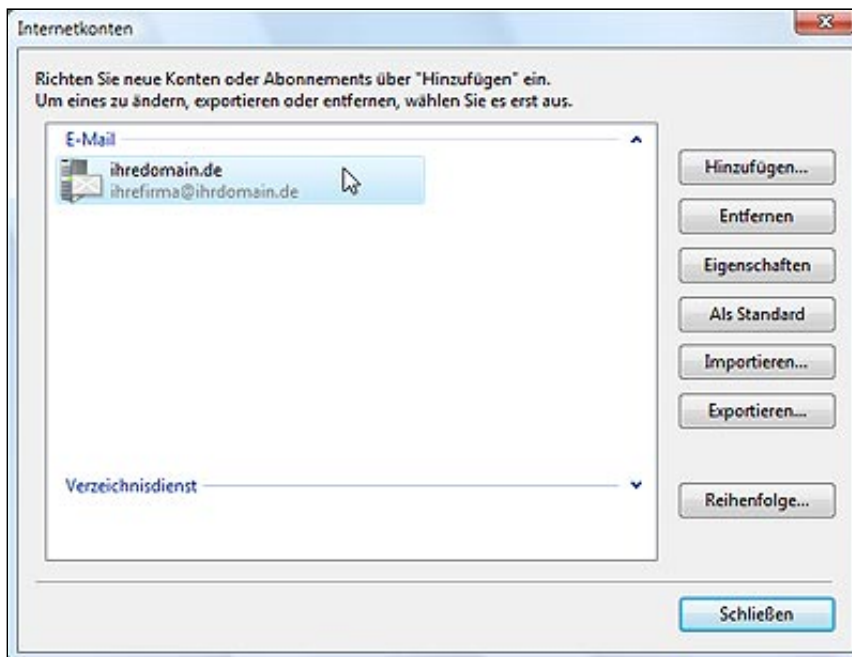 Internetkonten
Richten Sie neue Konten oder Abonnements über "Hinzufügen" ein.
Um eines zu ändern, exportieren oder entfernen, wählen Sie es erst aus.
E-Mail
ihredomain.de
ihrefirma@ihrdomain.de
Verzeichnisdienst
Hinzufügen...
Entfernen
Eigenschaften
Als Standard
Importieren...
Exportieren...
Reihenfolge...
Schließen